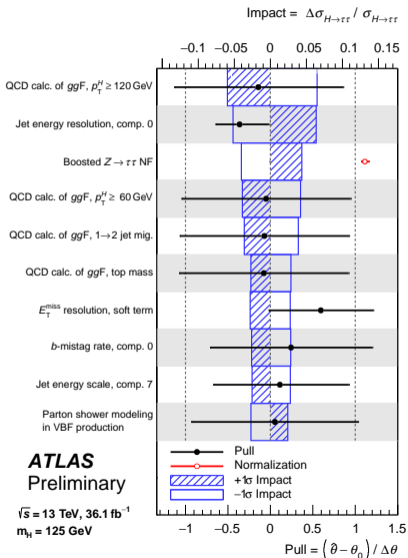 Impact = Δσ_{H→ττ} / σ_{H→ττ}
−0.1 −0.05 0 0.05 0.1 0.15
QCD calc. of ggF, p_T^H ≥ 120 GeV
Jet energy resolution, comp. 0
Boosted Z → ττ NF
QCD calc. of ggF, p_T^H ≥ 60 GeV
QCD calc. of ggF, 1→2 jet mig.
QCD calc. of ggF, top mass
E_T^miss resolution, soft term
b-mistag rate, comp. 0
Jet energy scale, comp. 7
Parton shower modeling
in VBF production
ATLAS
Preliminary
√s = 13 TeV, 36.1 fb⁻¹
m_H = 125 GeV
Pull
Normalization
+1σ Impact
−1σ Impact
−1 −0.5 0 0.5 1 1.5
Pull = (θ̂ − θ₀) / Δθ